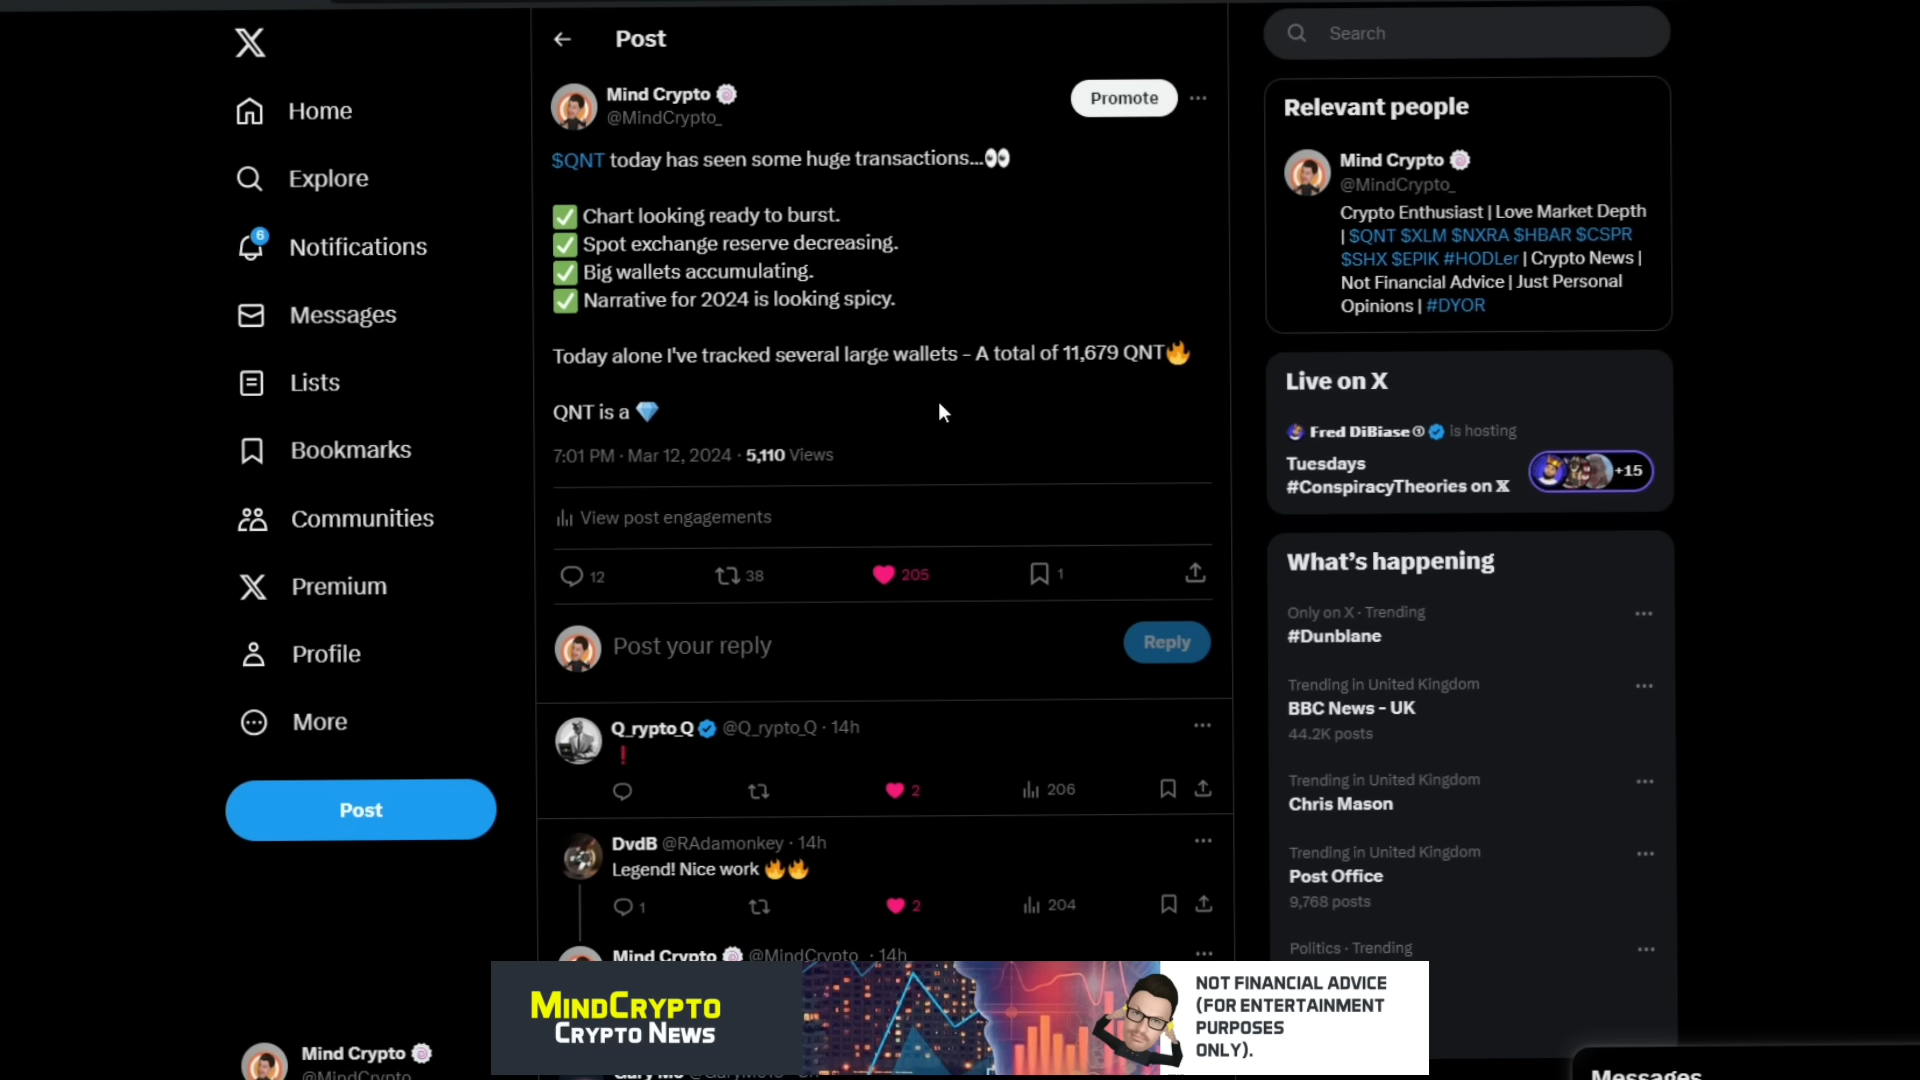 Home
Explore
6
Notifications
Messages
Lists
Bookmarks
Communities
Premium
Profile
More
Post
Mind Crypto
@MindCrypto
Post
Mind Crypto
@MindCrypto_
Promote
$QNT today has seen some huge transactions...👀
✅ Chart looking ready to burst.
✅ Spot exchange reserve decreasing.
✅ Big wallets accumulating.
✅ Narrative for 2024 is looking spicy.
Today alone I've tracked several large wallets - A total of 11,679 QNT🔥
QNT is a 💎
7:01 PM · Mar 12, 2024 · 5,110 Views
View post engagements
12 38 205 1
Post your reply
Reply
Q_rypto_Q @Q_rypto_Q · 14h
❗
2 206
DvdB @RAdamonkey · 14h
Legend! Nice work 🔥🔥
1 2 204
Mind Crypto @MindCrypto_ · 14h
Search
Relevant people
Mind Crypto
@MindCrypto_
Crypto Enthusiast | Love Market Depth
| $QNT $XLM $NXRA $HBAR $CSPR
$SHX $EPIK #HODLer | Crypto News |
Not Financial Advice | Just Personal
Opinions | #DYOR
Live on X
Fred DiBiase is hosting
Tuesdays
#ConspiracyTheories on X
+15
What's happening
Only on X · Trending
#Dunblane
Trending in United Kingdom
BBC News - UK
44.2K posts
Trending in United Kingdom
Chris Mason
Trending in United Kingdom
Post Office
9,768 posts
Politics · Trending
Messages
MINDCRYPTO
CRYPTO NEWS
NOT FINANCIAL ADVICE
(FOR ENTERTAINMENT
PURPOSES
ONLY).